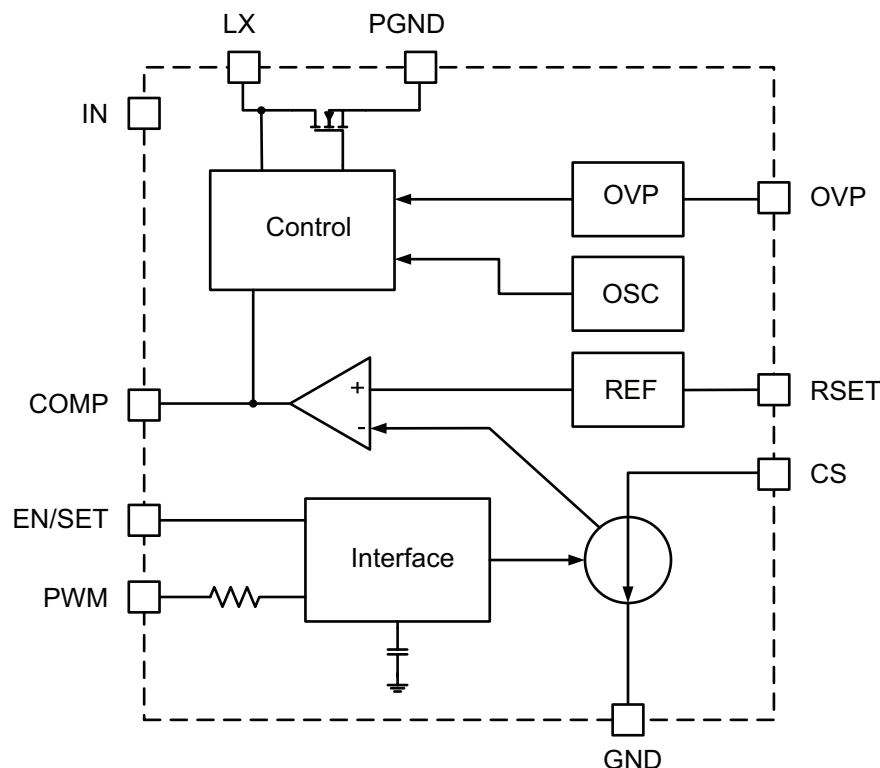 LX
PGND
IN
OVP
OVP
Control
OSC
COMP
+
REF
RSET
-
CS
EN/SET
Interface
PWM
GND